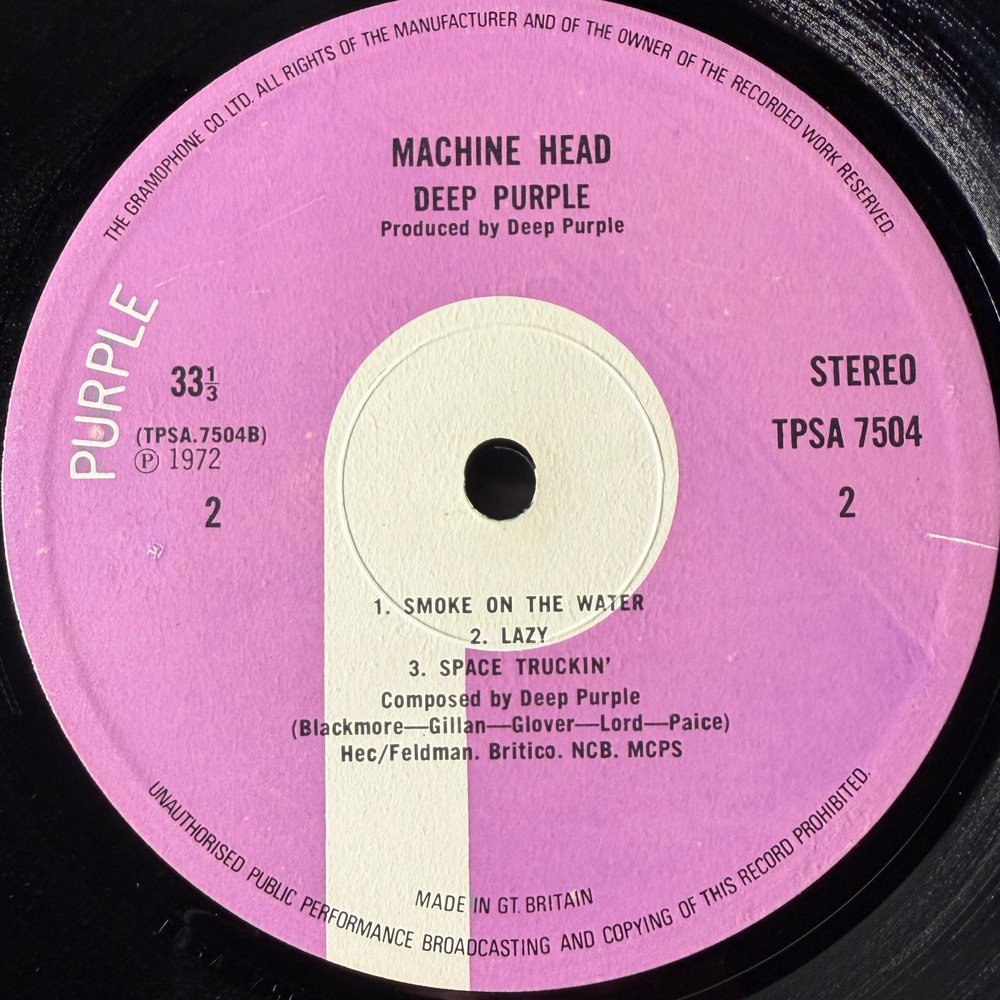 THE GRAMOPHONE CO. LTD. ALL RIGHTS OF THE MANUFACTURER AND OF THE OWNER OF THE RECORDED WORK RESERVED.
MACHINE HEAD
DEEP PURPLE
Produced by Deep Purple
PURPLE
33⅓
(TPSA.7504B)
Ⓟ 1972
2
STEREO
TPSA 7504
2
1. SMOKE ON THE WATER
2. LAZY
3. SPACE TRUCKIN'
Composed by Deep Purple
(Blackmore—Gillan—Glover—Lord—Paice)
Hec/Feldman. Britico. NCB. MCPS
MADE IN GT. BRITAIN
UNAUTHORISED PUBLIC PERFORMANCE BROADCASTING AND COPYING OF THIS RECORD PROHIBITED.